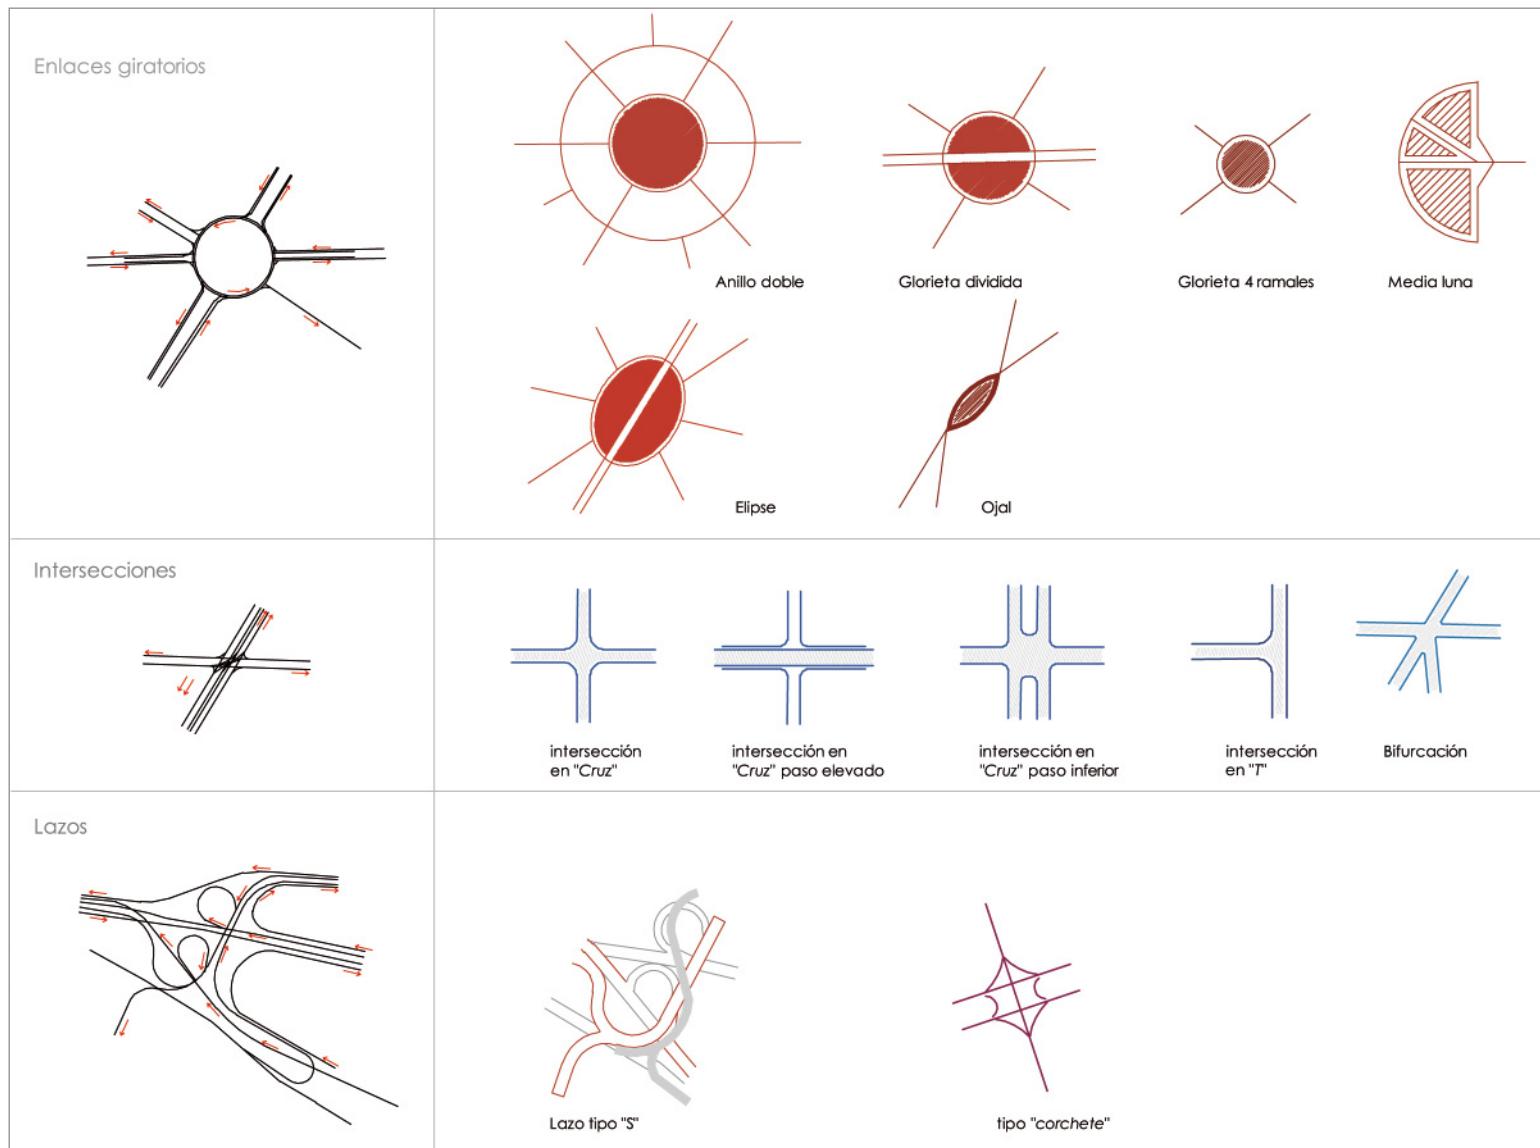 Enlaces giratorios
Anillo doble
Glorieta dividida
Glorieta 4 ramales
Media luna
Elipse
Ojal
Intersecciones
intersección
en "Cruz"
intersección en
"Cruz" paso elevado
intersección en
"Cruz" paso inferior
intersección
en "T"
Bifurcación
Lazos
Lazo tipo "S"
tipo "corchete"